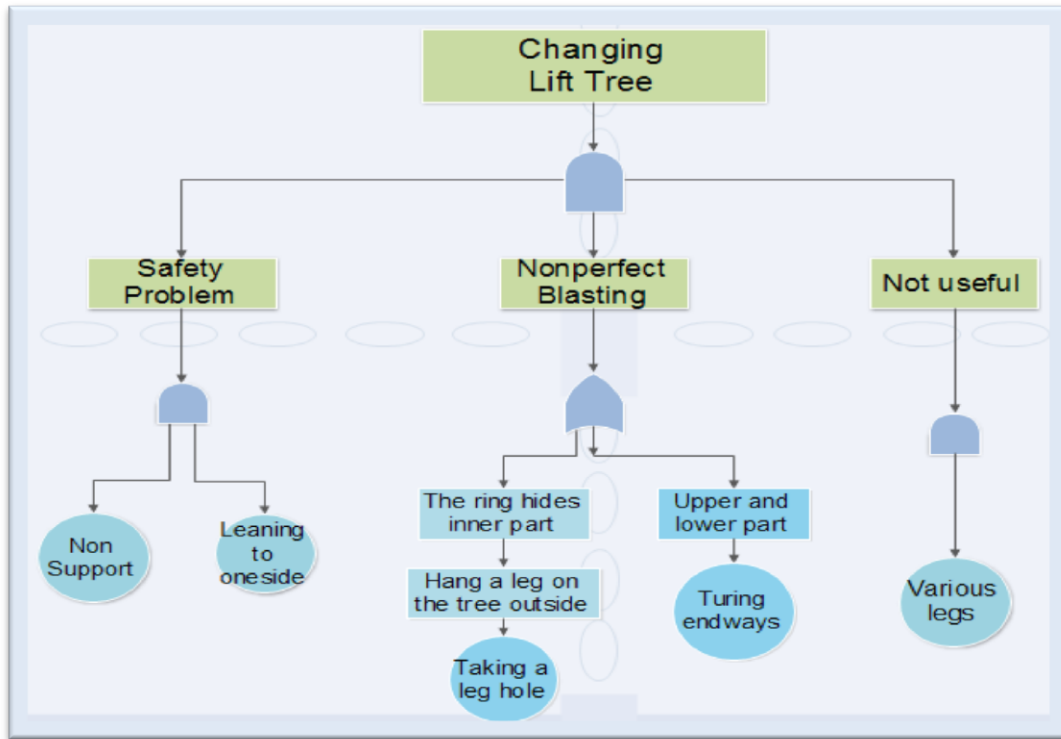 Changing
Lift Tree
Safety
Problem
Nonperfect
Blasting
Not useful
The ring hides
inner part
Upper and
lower part
Non
Support
Leaning
to
oneside
Hang a leg on
the tree outside
Turing
endways
Various
legs
Taking a
leg hole